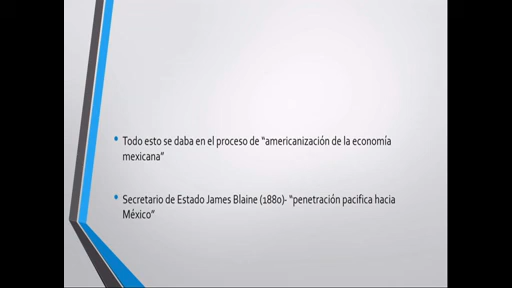 Todo esto se daba en el proceso de “americanización de la economía
mexicana”
Secretario de Estado James Blaine (1880)- “penetración pacifica hacia
México”